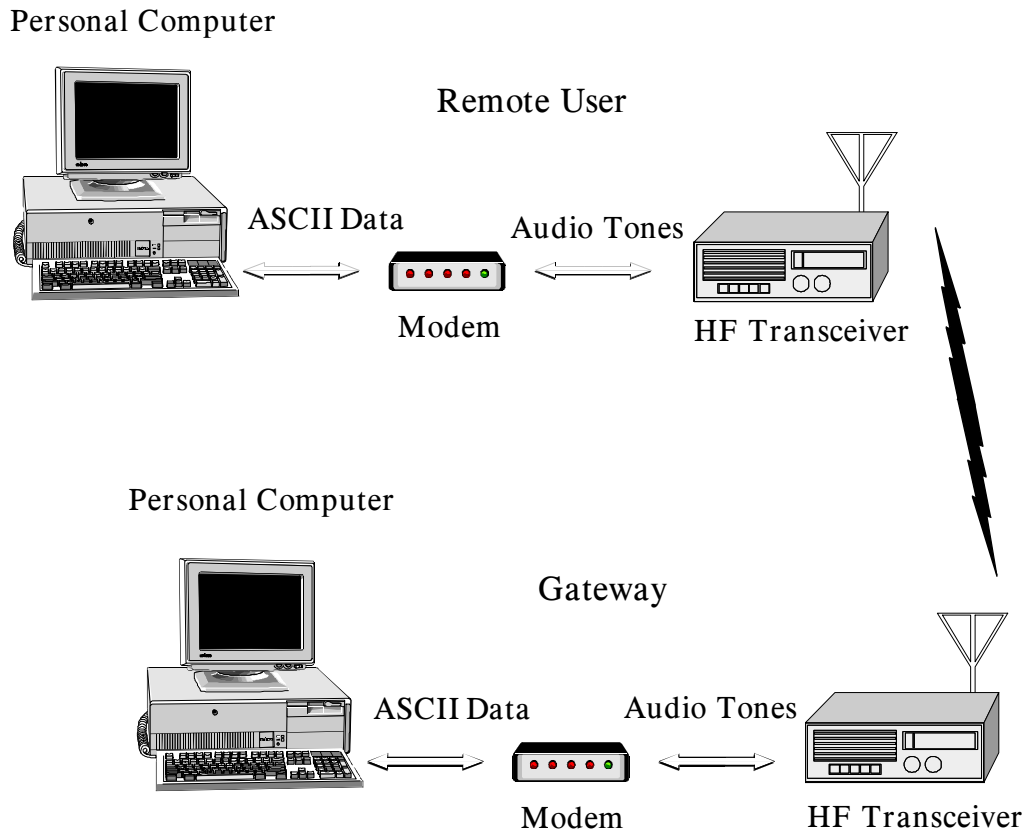 Personal Computer
Remote User
ASCII Data
Audio Tones
Modem
HF Transceiver
Personal Computer
Gateway
ASCII Data
Audio Tones
Modem
HF Transceiver